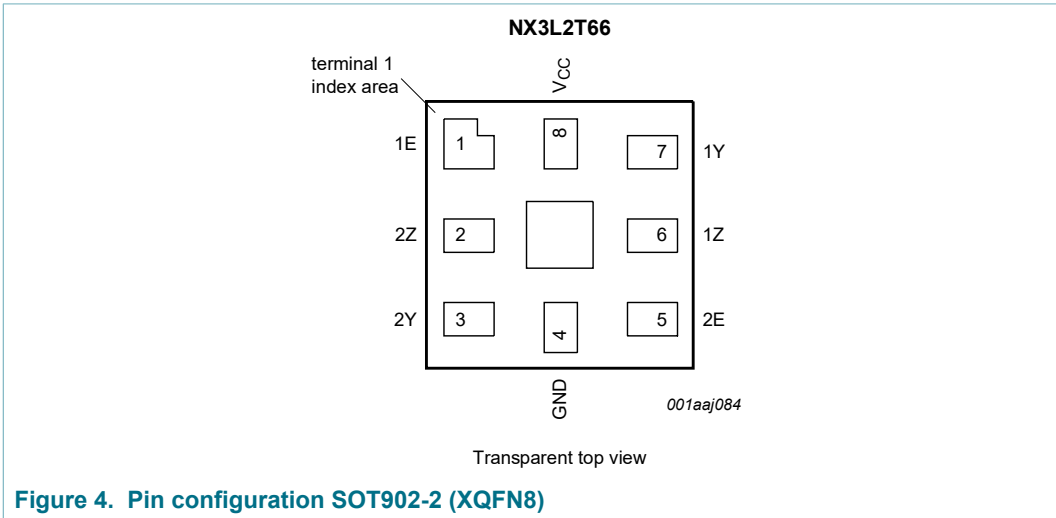 NX3L2T66
terminal 1
index area
VCC
1E
1
8
7
1Y
2Z
2
6
1Z
2Y
3
4
5
2E
GND
001aaj084
Transparent top view
Figure 4. Pin configuration SOT902-2 (XQFN8)